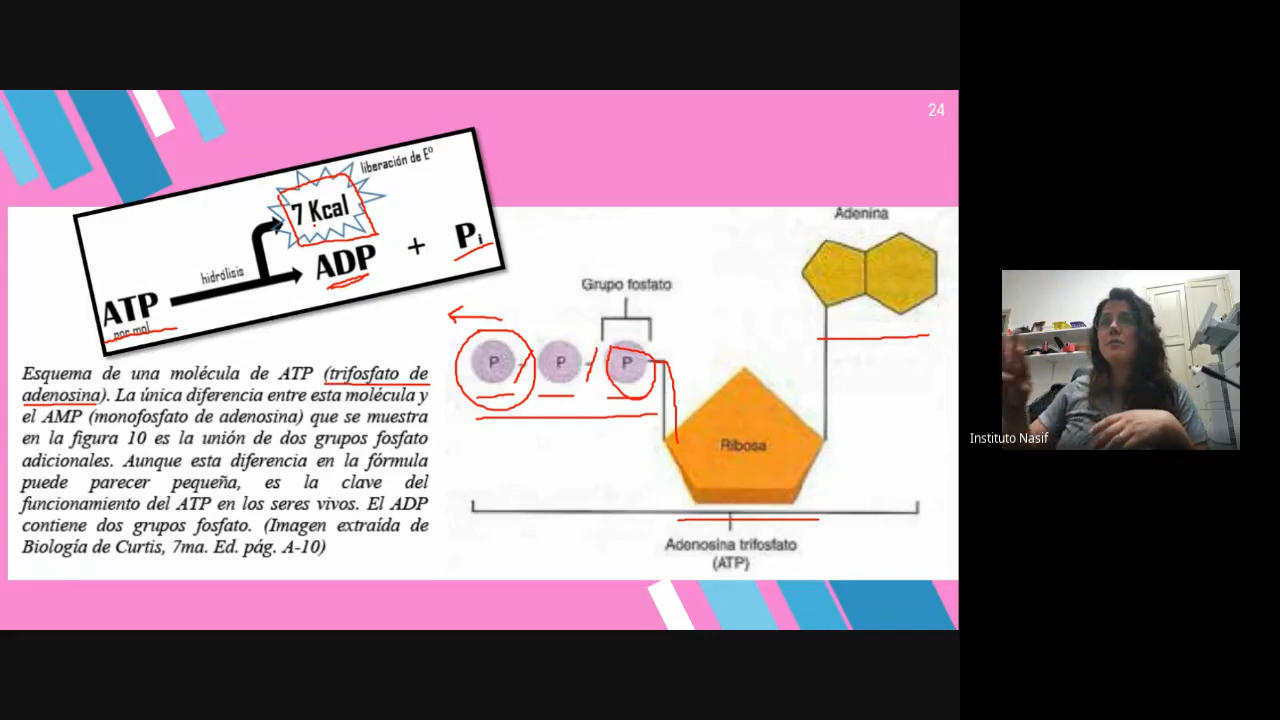 24
liberación de Eº
7 Kcal
hidrólisis
ATP
ADP + Pi
por mol
Adenina
Grupo fosfato
P P P
Ribosa
Adenosina trifosfato
(ATP)
Esquema de una molécula de ATP (trifosfato de
adenosina). La única diferencia entre esta molécula y
el AMP (monofosfato de adenosina) que se muestra
en la figura 10 es la unión de dos grupos fosfato
adicionales. Aunque esta diferencia en la fórmula
puede parecer pequeña, es la clave del
funcionamiento del ATP en los seres vivos. El ADP
contiene dos grupos fosfato. (Imagen extraída de
Biología de Curtis, 7ma. Ed. pág. A-10)
Instituto Nasif